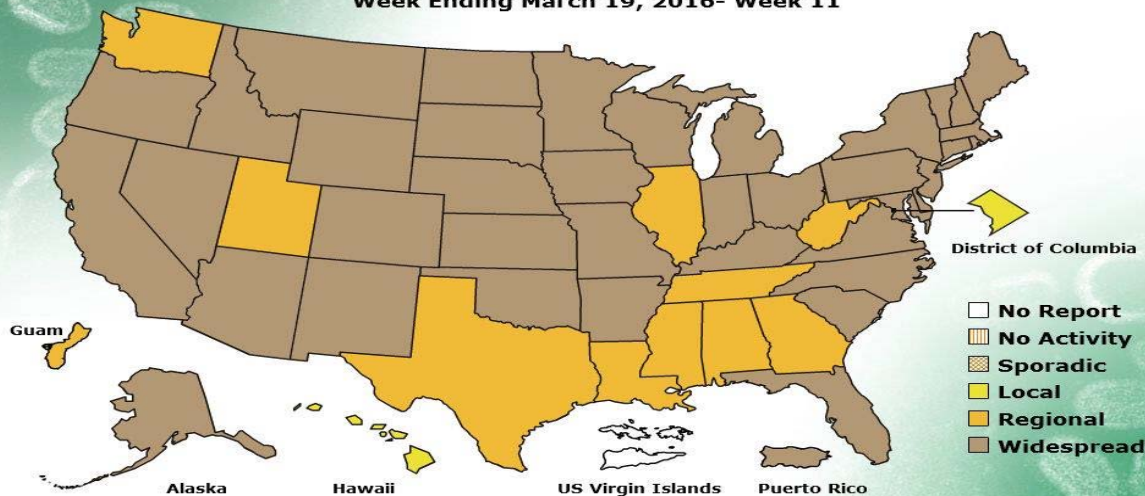 Week Ending March 19, 2016- Week 11
District of Columbia
Guam
No Report
No Activity
Sporadic
Local
Regional
Widespread
Alaska
Hawaii
US Virgin Islands
Puerto Rico